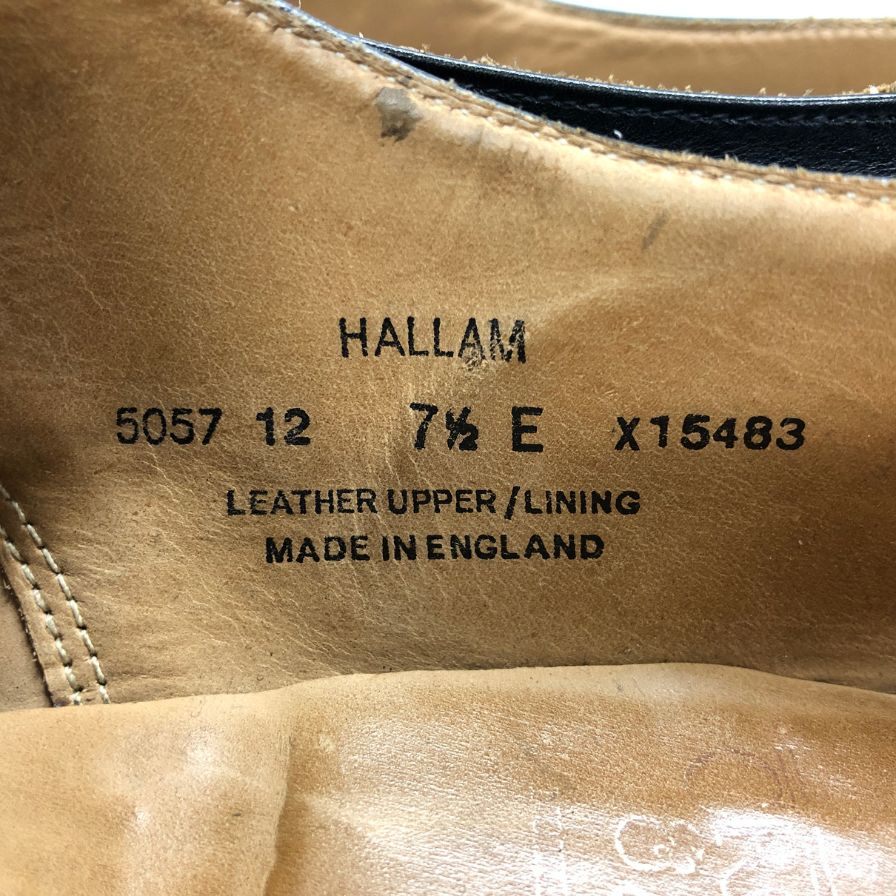 HALLAM
5057 12 7½ E X15483
LEATHER UPPER/LINING
MADE IN ENGLAND